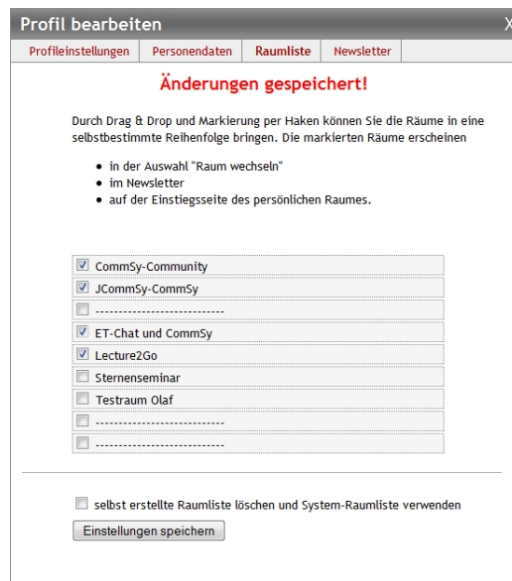 Profil bearbeiten X
Profileinstellungen Personendaten Raumliste Newsletter
Änderungen gespeichert!
Durch Drag & Drop und Markierung per Haken können Sie die Räume in eine
selbstbestimmte Reihenfolge bringen. Die markierten Räume erscheinen
• in der Auswahl "Raum wechseln"
• im Newsletter
• auf der Einstiegsseite des persönlichen Raumes.
CommSy-Community
JCommSy-CommSy
----------------------------
ET-Chat und CommSy
Lecture2Go
Sternenseminar
Testraum Olaf
----------------------------
----------------------------
selbst erstellte Raumliste löschen und System-Raumliste verwenden
Einstellungen speichern